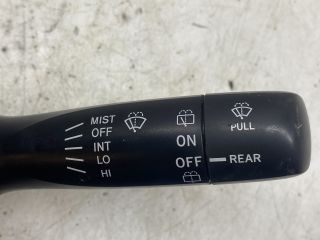 MIST
OFF
INT
LO
HI
ON
OFF
PULL
REAR